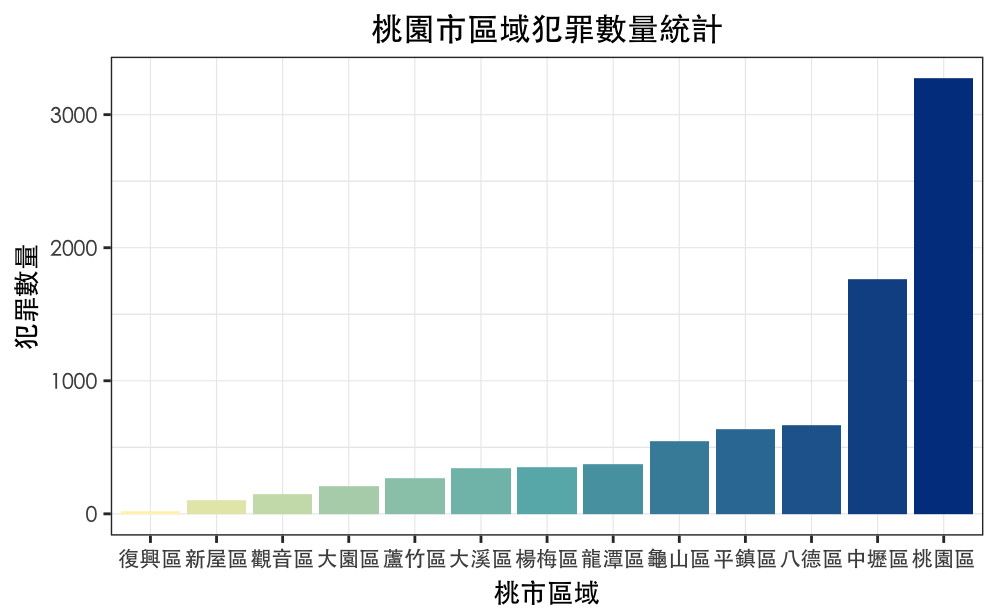 桃園市區域犯罪數量統計
犯罪數量
3000
2000
1000
0
復興區 新屋區 觀音區 大園區 蘆竹區 大溪區 楊梅區 龍潭區 龜山區 平鎮區 八德區 中壢區 桃園區
桃市區域